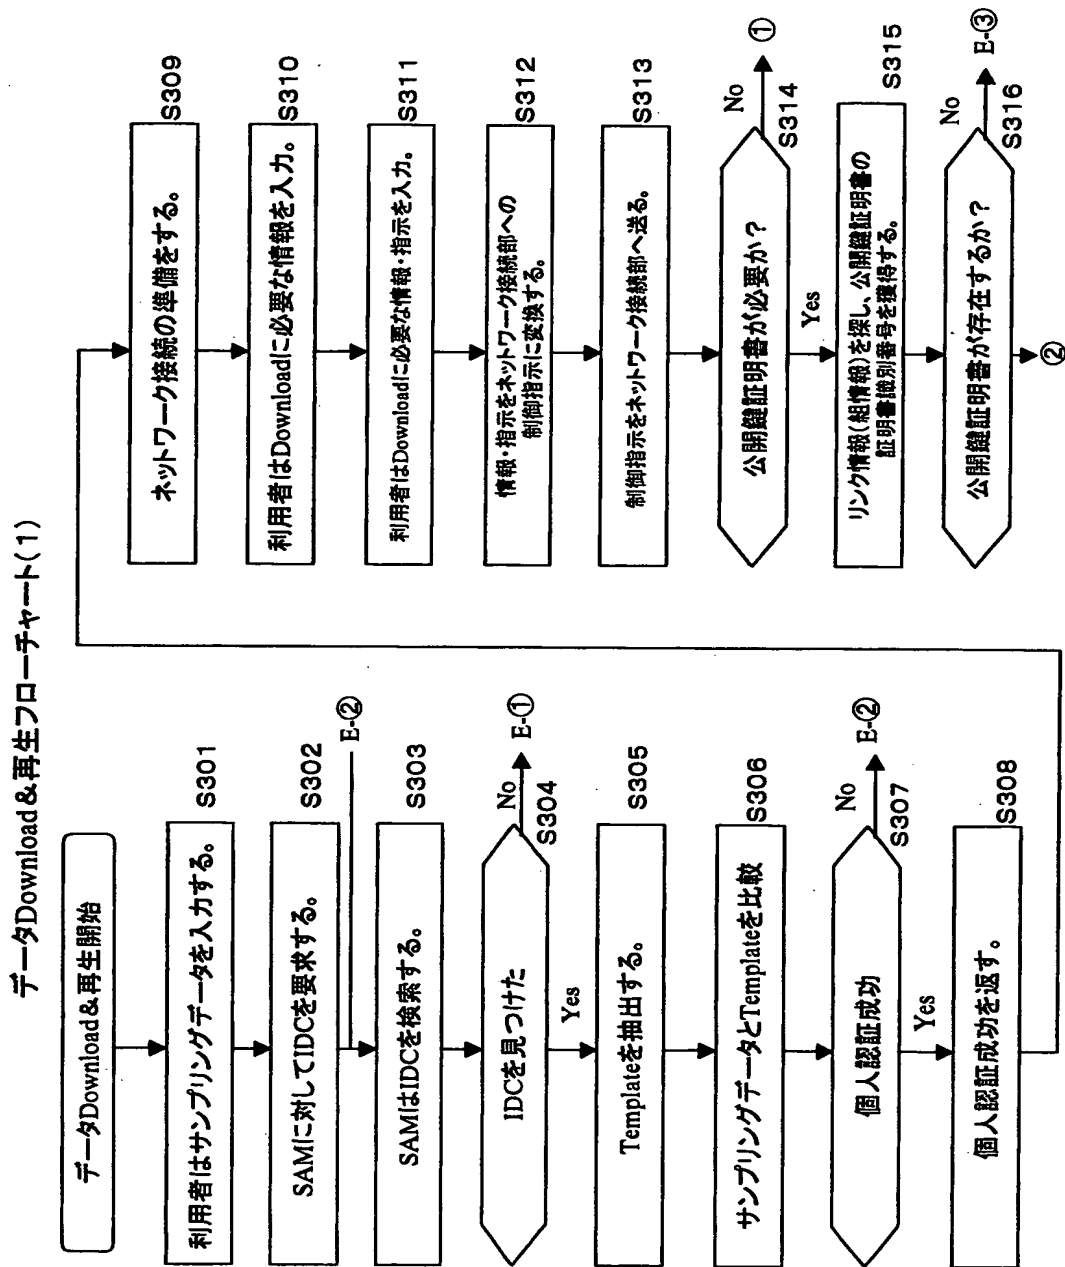 データDownload&再生フローチャート(1)
データDownload&再生開始
利用者はサンプリングデータを入力する。
S301
SAMに対してIDCを要求する。
S302
E-②
SAMはIDCを検索する。
S303
IDCを見つけた
No
E-①
S304
Yes
Templateを抽出する。
S305
サンプリングデータとTemplateを比較
S306
個人認証成功
No
E-②
S307
Yes
個人認証成功を返す。
S308
ネットワーク接続の準備をする。
S309
利用者はDownloadに必要な情報を入力。
S310
利用者はDownloadに必要な情報・指示を入力。
S311
情報・指示をネットワーク接続部への
制御指示に変換する。
S312
制御指示をネットワーク接続部へ送る。
S313
公開鍵証明書が必要か?
No
①
S314
Yes
リンク情報(組情報)を探し、公開鍵証明書の
証明書識別番号を獲得する。
S315
公開鍵証明書が存在するか?
No
E-③
S316
②